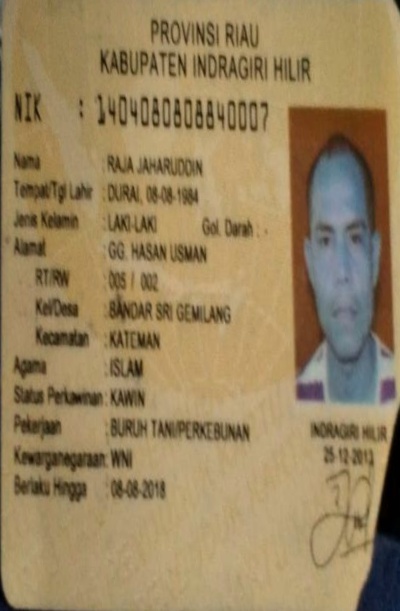 PROVINSI RIAU
KABUPATEN INDRAGIRI HILIR
NIK : 1404080808840007
Nama : RAJA JAHARUDDIN
Tempat/Tgl Lahir : DURAI, 08-08-1984
Jenis Kelamin : LAKI-LAKI Gol. Darah : -
Alamat : GG. HASAN USMAN
RT/RW : 005 / 002
Kel/Desa : BANDAR SRI GEMILANG
Kecamatan : KATEMAN
Agama : ISLAM
Status Perkawinan : KAWIN
Pekerjaan : BURUH TANI/PERKEBUNAN
Kewarganegaraan: WNI
Berlaku Hingga : 08-08-2018
INDRAGIRI HILIR
25-12-2013